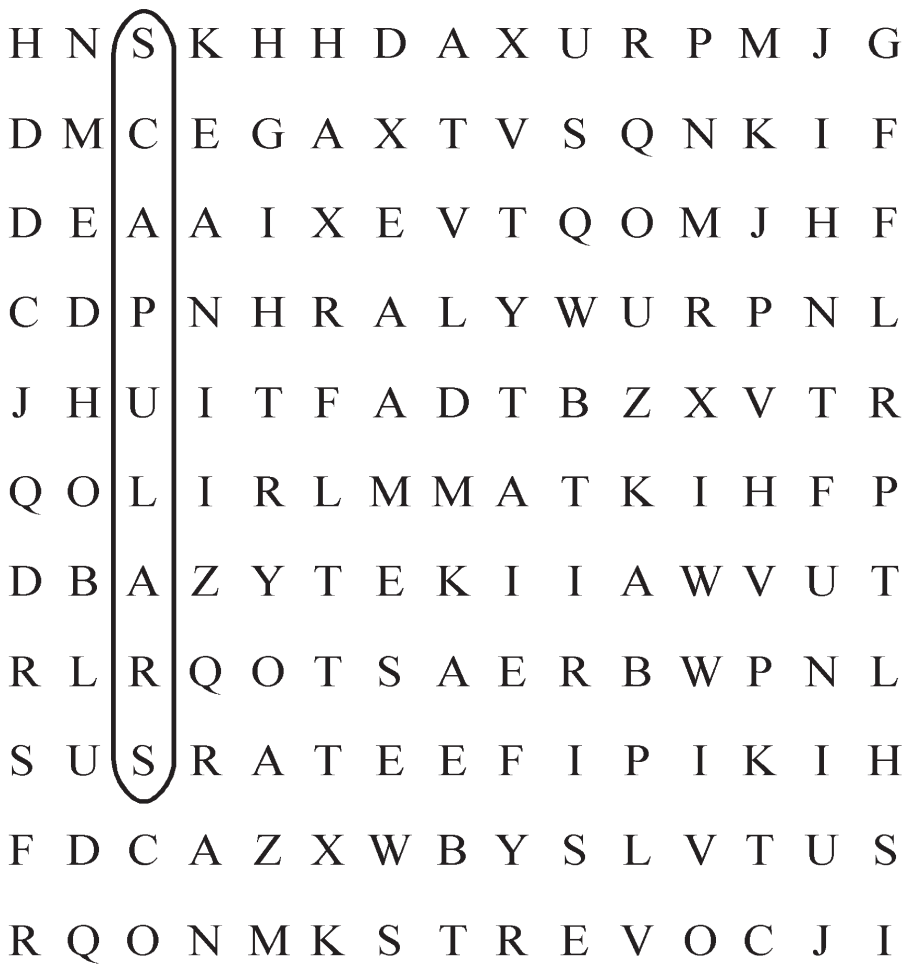 H N S K H H D A X U R P M J G
D M C E G A X T V S Q N K I F
D E A A I X E V T Q O M J H F
C D P N H R A L Y W U R P N L
J H U I T F A D T B Z X V T R
Q O L I R L M M A T K I H F P
D B A Z Y T E K I I A W V U T
R L R Q O T S A E R B W P N L
S U S R A T E E F I P I K I H
F D C A Z X W B Y S L V T U S
R Q O N M K S T R E V O C J I